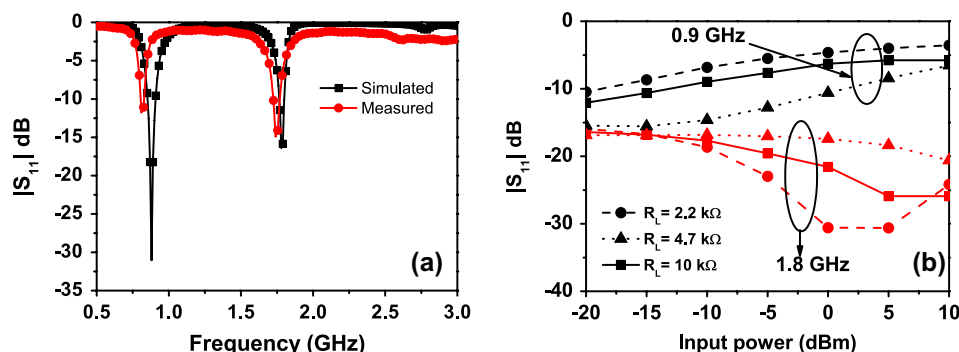 0
-5
-10
-15
-20
-25
-30
-35
|S11| dB
Simulated
Measured
(a)
0.5 1.0 1.5 2.0 2.5 3.0
Frequency (GHz)
0
-10
-20
-30
-40
|S11| dB
0.9 GHz
RL= 2.2 kΩ
RL= 4.7 kΩ
RL= 10 kΩ
1.8 GHz
(b)
-20 -15 -10 -5 0 5 10
Input power (dBm)